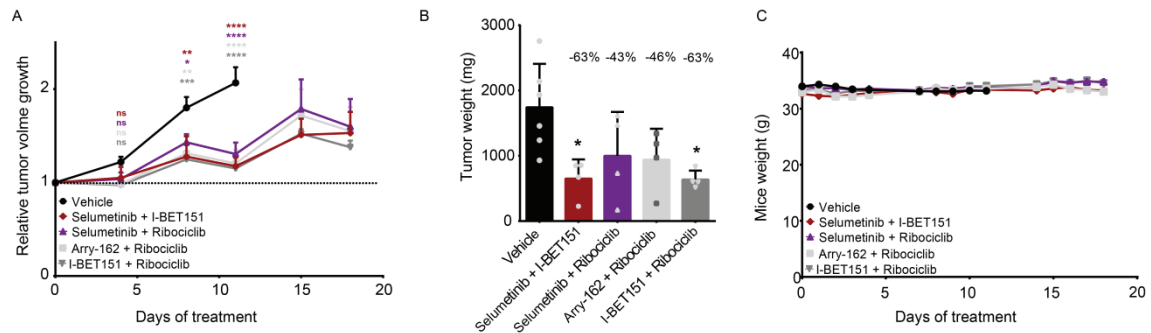 A
Relative tumor volme growth
2
1
0
ns
ns
ns
ns
**
*
**
***
****
****
****
****
Vehicle
Selumetinib + I-BET151
Selumetinib + Ribociclib
Arry-162 + Ribociclib
I-BET151 + Ribociclib
0
5
10
15
20
Days of treatment
B
Tumor weight (mg)
3000
2000
1000
0
-63%
-43%
-46%
-63%
*
*
Vehicle
Selumetinib + I-BET151
Selumetinib + Ribociclib
Arry-162 + Ribociclib
I-BET151 + Ribociclib
C
Mice weight (g)
40
30
20
10
0
Vehicle
Selumetinib + I-BET151
Selumetinib + Ribociclib
Arry-162 + Ribociclib
I-BET151 + Ribociclib
0
5
10
15
20
Days of treatment